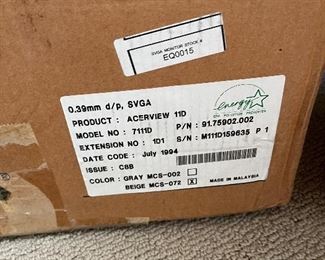 SVGA MONITOR STOCK #
EQ0015
0.39mm d/p, SVGA
PRODUCT : ACERVIEW 11D
MODEL NO : 7111D P/N : 91.75902.002
EXTENSION NO : 1D1 S/N : M111D159635 P 1
DATE CODE : July 1994
ISSUE : C8B
COLOR : GRAY MCS-002
BEIGE MCS-072 X MADE IN MALAYSIA
energy
EPA POLLUTION PREVENTER